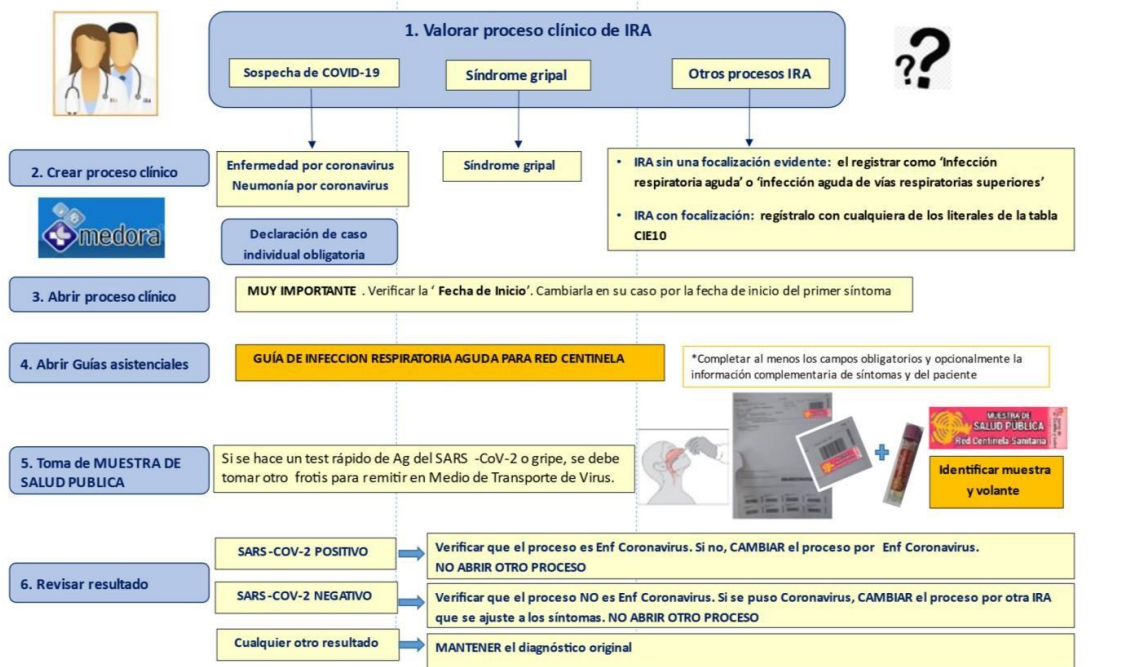 1. Valorar proceso clínico de IRA
Sospecha de COVID-19
Síndrome gripal
Otros procesos IRA
2. Crear proceso clínico
medora
Enfermedad por coronavirus
Neumonía por coronavirus
Declaración de caso
individual obligatoria
Síndrome gripal
• IRA sin una focalización evidente: el registrar como 'Infección
respiratoria aguda' o 'infección aguda de vías respiratorias superiores'
• IRA con focalización: regístralo con cualquiera de los literales de la tabla
CIE10
3. Abrir proceso clínico
MUY IMPORTANTE . Verificar la ' Fecha de Inicio'. Cambiarla en su caso por la fecha de inicio del primer síntoma
4. Abrir Guías asistenciales
GUÍA DE INFECCION RESPIRATORIA AGUDA PARA RED CENTINELA
*Completar al menos los campos obligatorios y opcionalmente la
información complementaria de síntomas y del paciente
5. Toma de MUESTRA DE
SALUD PUBLICA
Si se hace un test rápido de Ag del SARS -CoV-2 o gripe, se debe
tomar otro frotis para remitir en Medio de Transporte de Virus.
MUESTRA DE
SALUD PÚBLICA
Red Centinela Sanitaria
Identificar muestra
y volante
6. Revisar resultado
SARS-COV-2 POSITIVO
Verificar que el proceso es Enf Coronavirus. Si no, CAMBIAR el proceso por Enf Coronavirus.
NO ABRIR OTRO PROCESO
SARS-COV-2 NEGATIVO
Verificar que el proceso NO es Enf Coronavirus. Si se puso Coronavirus, CAMBIAR el proceso por otra IRA
que se ajuste a los síntomas. NO ABRIR OTRO PROCESO
Cualquier otro resultado
MANTENER el diagnóstico original